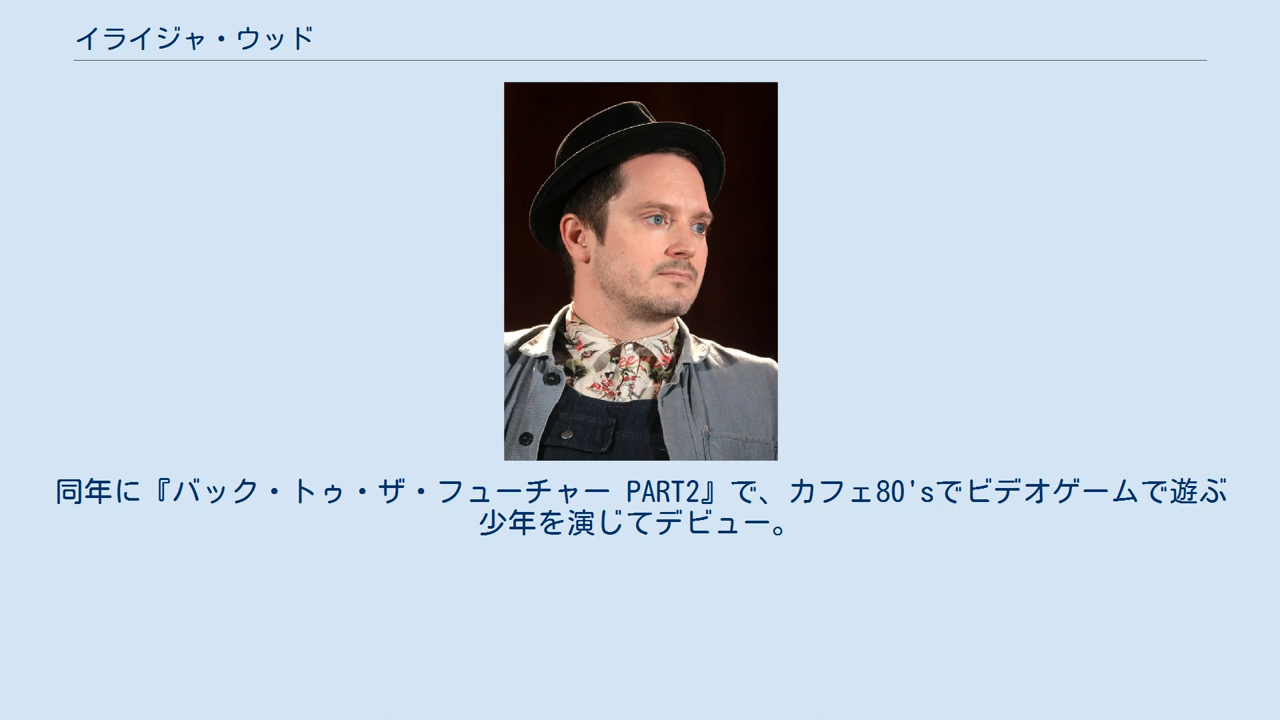 イライジャ・ウッド
同年に『バック・トゥ・ザ・フューチャー PART2』で、カフェ80'sでビデオゲームで遊ぶ
少年を演じてデビュー。